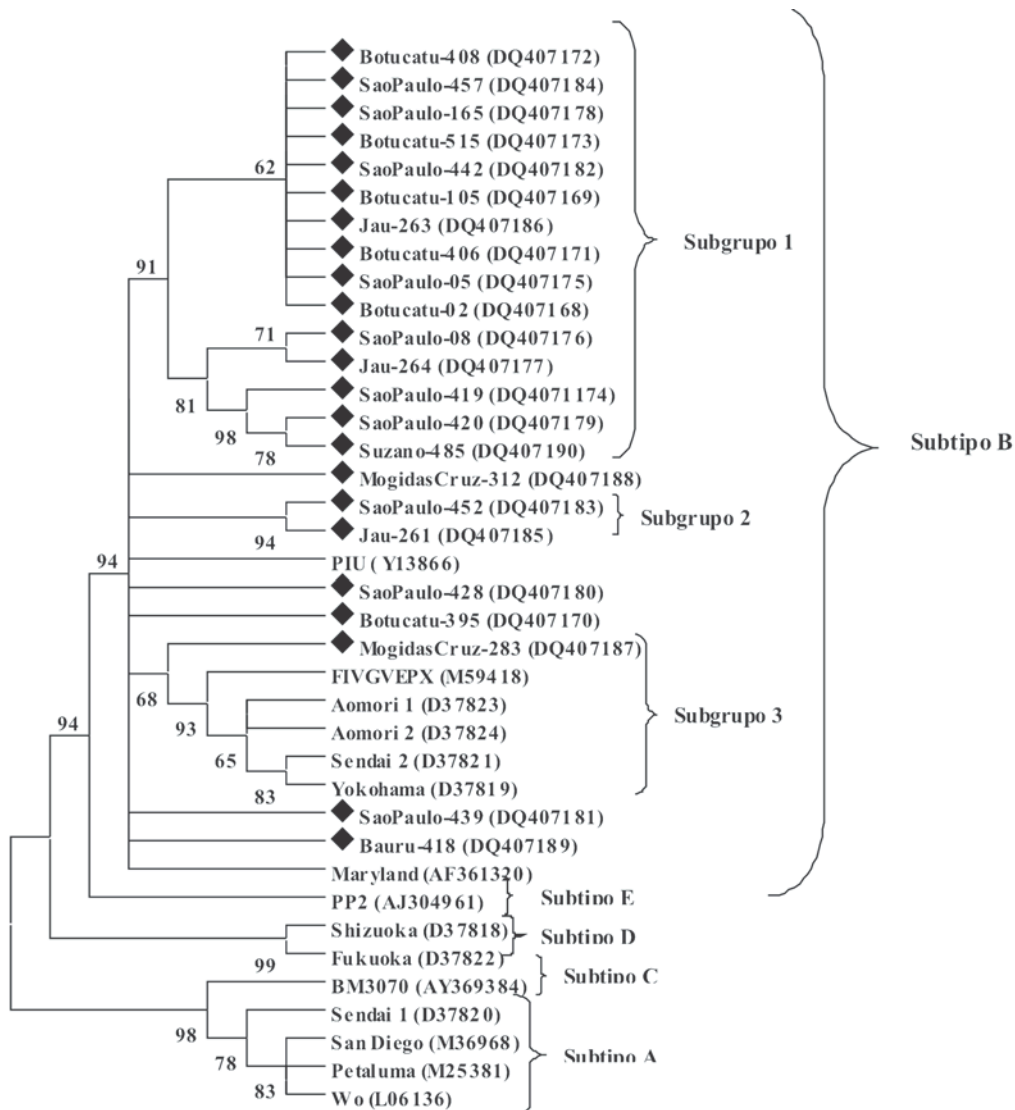 Botucatu-408 (DQ407172)
SaoPaulo-457 (DQ407184)
SaoPaulo-165 (DQ407178)
Botucatu-515 (DQ407173)
62
SaoPaulo-442 (DQ407182)
Botucatu-105 (DQ407169)
Jau-263 (DQ407186)
Subgrupo 1
Botucatu-406 (DQ407171)
91
SaoPaulo-05 (DQ407175)
Botucatu-02 (DQ407168)
71
SaoPaulo-08 (DQ407176)
Jau-264 (DQ407177)
81
SaoPaulo-419 (DQ4071174)
98
SaoPaulo-420 (DQ407179)
78
Suzano-485 (DQ407190)
Subtipo B
MogidasCruz-312 (DQ407188)
SaoPaulo-452 (DQ407183)
Subgrupo 2
94
Jau-261 (DQ407185)
94
PIU ( Y13866)
SaoPaulo-428 (DQ407180)
Botucatu-395 (DQ407170)
MogidasCruz-283 (DQ407187)
68
FIVGVEPX (M59418)
94
93
Aomori 1 (D37823)
Subgrupo 3
Aomori 2 (D37824)
65
Sendai 2 (D37821)
83
Yokohama (D37819)
SaoPaulo-439 (DQ407181)
Bauru-418 (DQ407189)
Maryland (AF361320)
PP2 (AJ304961)
Subtipo E
Shizuoka (D37818)
Subtipo D
99
Fukuoka (D37822)
BM3070 (AY369384)
Subtipo C
Sendai 1 (D37820)
98
San Diego (M36968)
78
Petaluma (M25381)
Subtipo A
83
Wo (L06136)